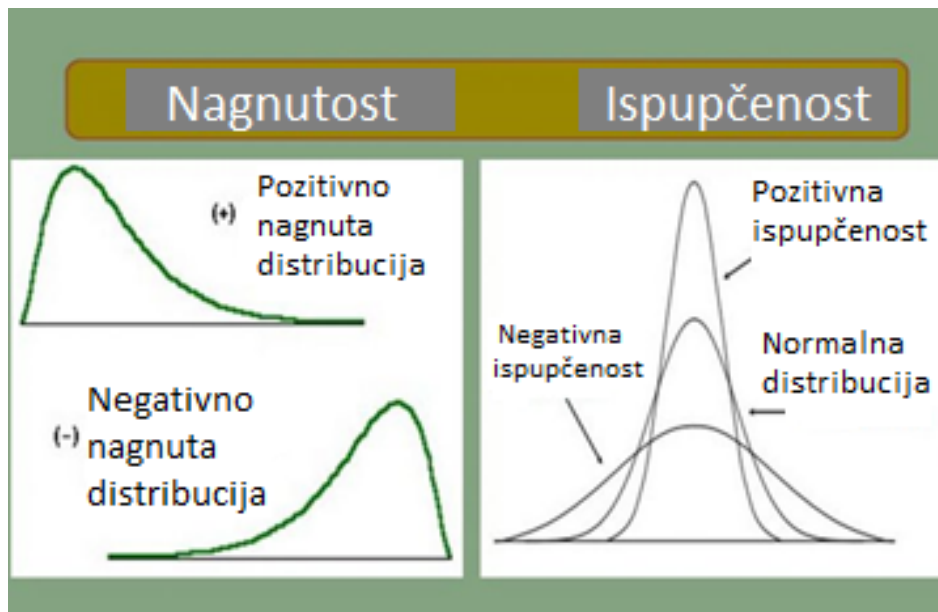 Nagnutost
Ispupčenost
(+)
Pozitivno
nagnuta
distribucija
Negativno
(-)
nagnuta
distribucija
Pozitivna
ispupčenost
Negativna
ispupčenost
Normalna
distribucija